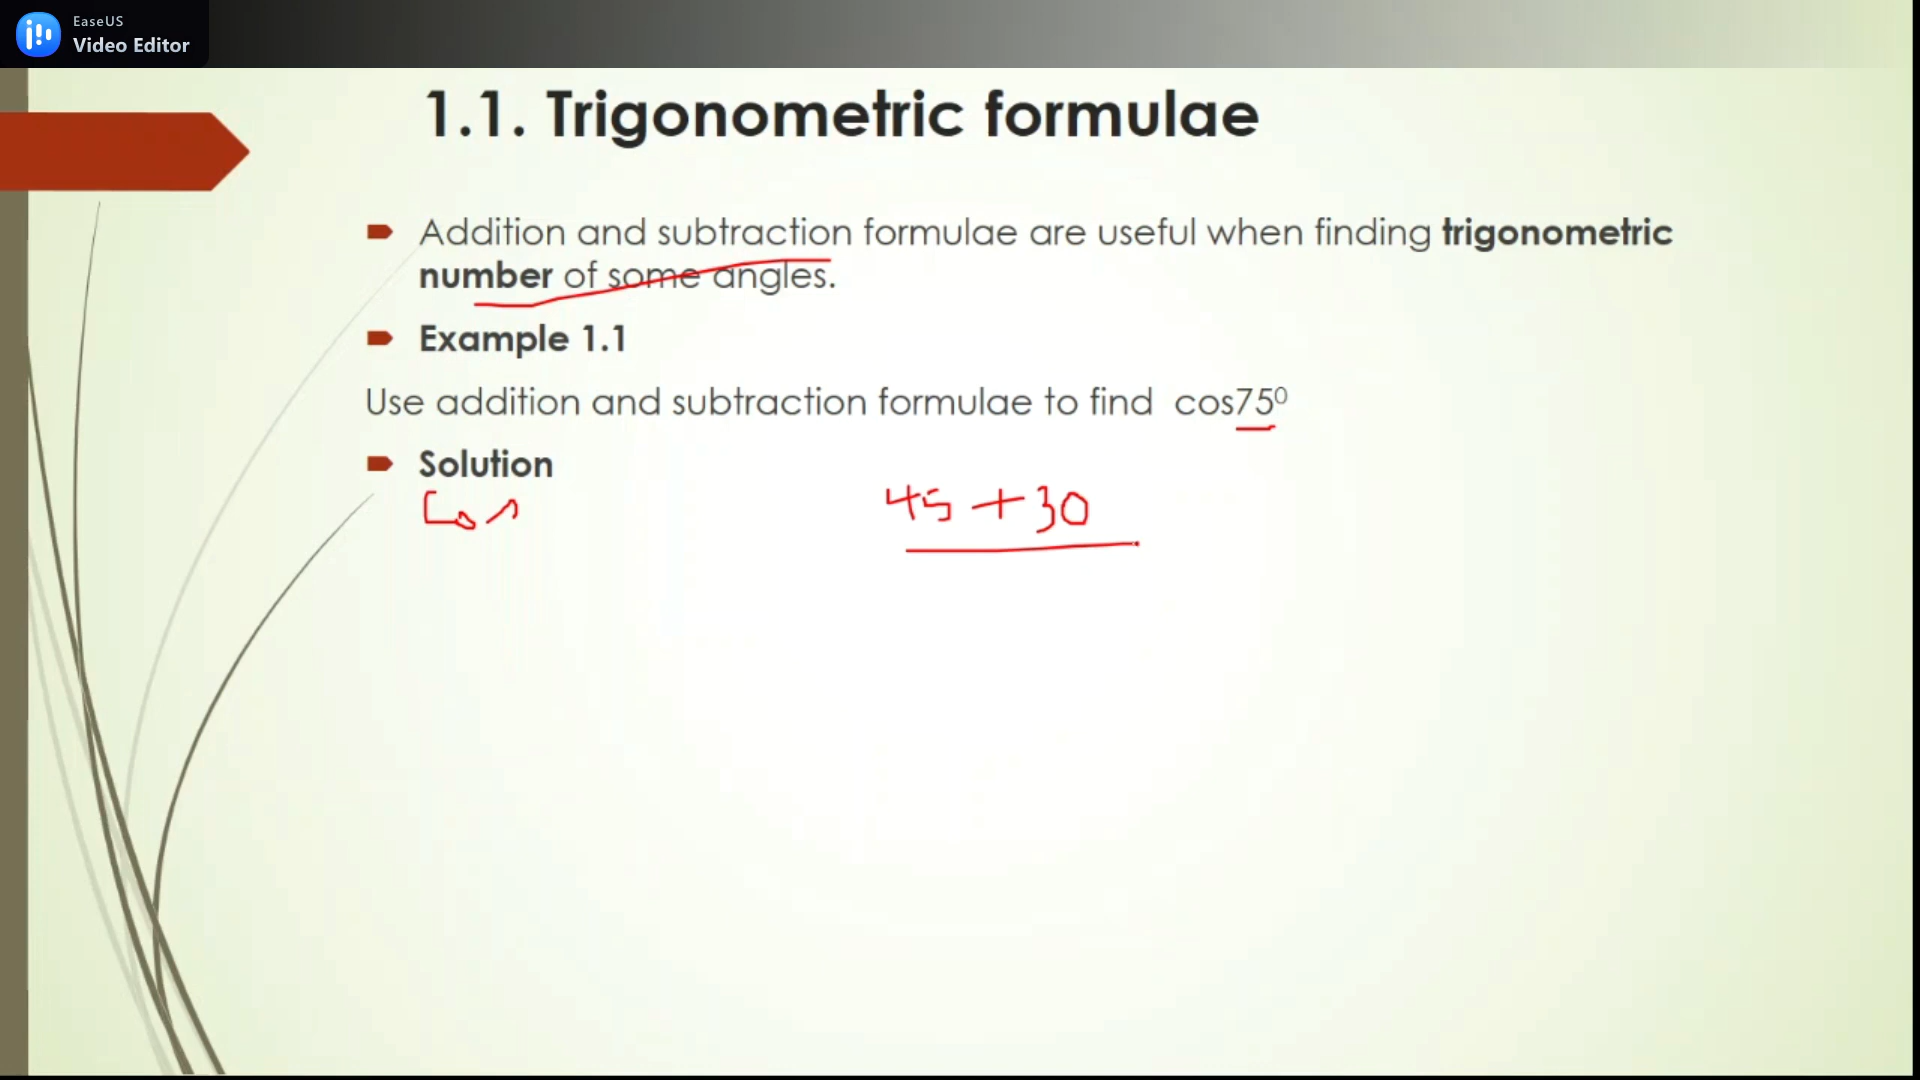 EaseUS
Video Editor
1.1. Trigonometric formulae
Addition and subtraction formulae are useful when finding trigonometric
number of some angles.
Example 1.1
Use addition and subtraction formulae to find cos75⁰
Solution
Cos
45 + 30